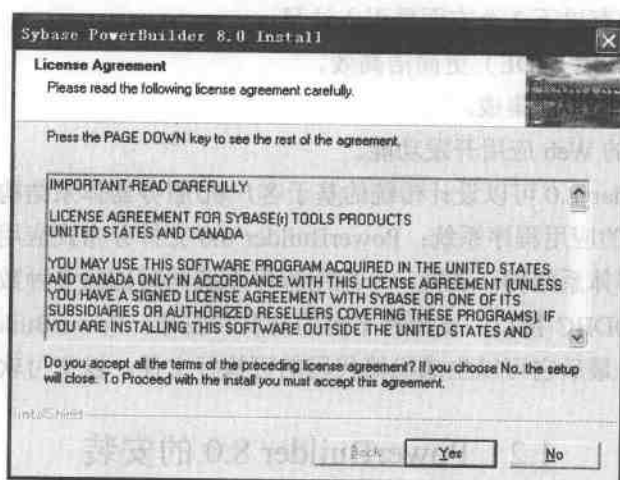 Sybase PowerBuilder 8.0 Install
License Agreement
Please read the following license agreement carefully.
Press the PAGE DOWN key to see the rest of the agreement.
IMPORTANT-READ CAREFULLY
LICENSE AGREEMENT FOR SYBASE(r) TOOLS PRODUCTS
UNITED STATES AND CANADA
YOU MAY USE THIS SOFTWARE PROGRAM ACQUIRED IN THE UNITED STATES
AND CANADA ONLY IN ACCORDANCE WITH THIS LICENSE AGREEMENT (UNLESS
YOU HAVE A SIGNED LICENSE AGREEMENT WITH SYBASE OR ONE OF ITS
SUBSIDIARIES OR AUTHORIZED RESELLERS COVERING THESE PROGRAMS). IF
YOU ARE INSTALLING THIS SOFTWARE OUTSIDE THE UNITED STATES AND
Do you accept all the terms of the preceding license agreement? If you choose No, the setup
will close. To Proceed with the install you must accept this agreement.
Back
Yes
No